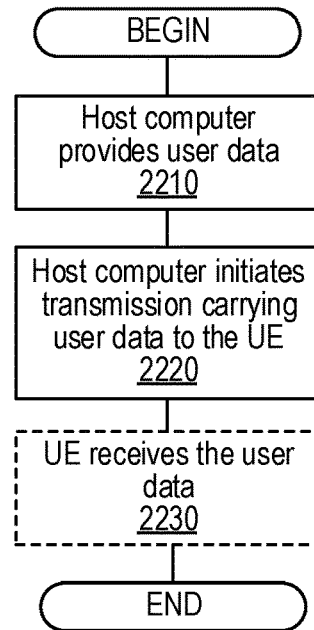 BEGIN
Host computer
provides user data
2210
Host computer initiates
transmission carrying
user data to the UE
2220
UE receives the user
data
2230
END